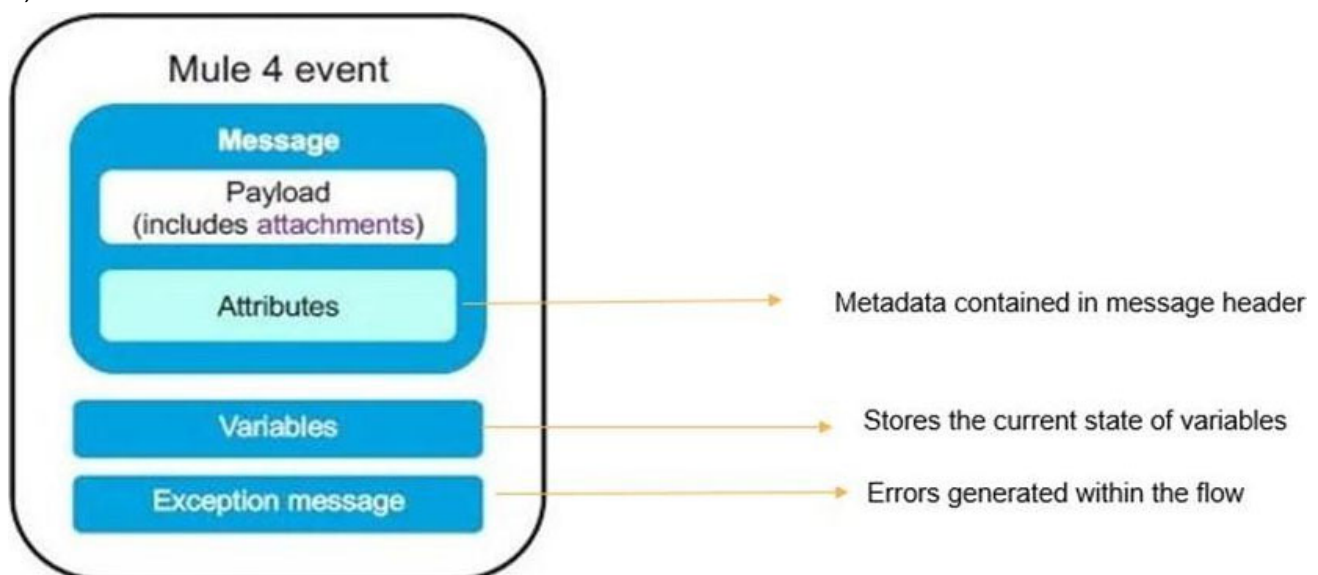 Mule 4 event
Message
Payload
(includes attachments)
Attributes
Metadata contained in message header
Variables
Stores the current state of variables
Exception message
Errors generated within the flow